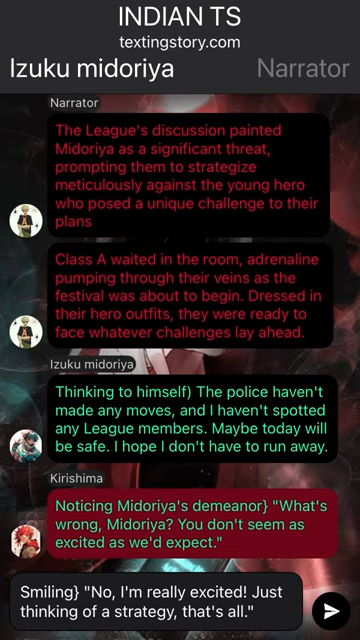 INDIAN TS
textingstory.com
Izuku midoriya
Narrator
Narrator
The League's discussion painted
Midoriya as a significant threat,
prompting them to strategize
meticulously against the young hero
who posed a unique challenge to their
plans
Class A waited in the room, adrenaline
pumping through their veins as the
festival was about to begin. Dressed in
their hero outfits, they were ready to
face whatever challenges lay ahead.
Izuku midoriya
Thinking to himself) The police haven't
made any moves, and I haven't spotted
any League members. Maybe today will
be safe. I hope I don't have to run away.
Kirishima
Noticing Midoriya's demeanor} "What's
wrong, Midoriya? You don't seem as
excited as we'd expect."
Smiling} "No, I'm really excited! Just
thinking of a strategy, that's all."